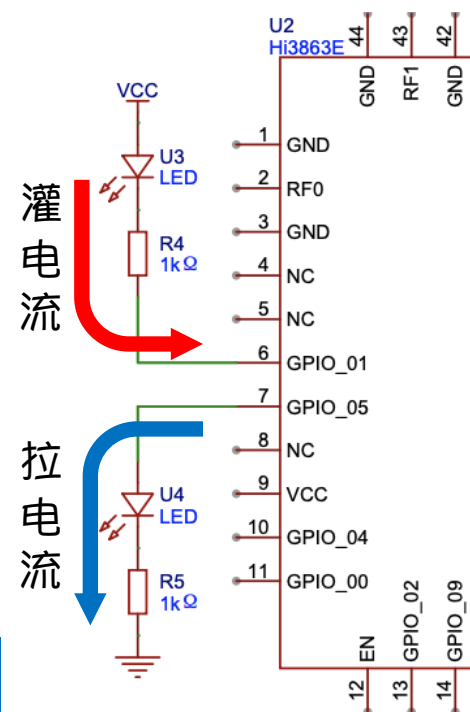 U2
Hi3863E
44
43
42
GND
RF1
GND
VCC
U3
LED
R4
1kΩ
灌电流
1 GND
2 RF0
3 GND
4 NC
5 NC
6 GPIO_01
7 GPIO_05
8 NC
9 VCC
10 GPIO_04
11 GPIO_00
拉电流
U4
LED
R5
1kΩ
EN
GPIO_02
GPIO_09
12
13
14